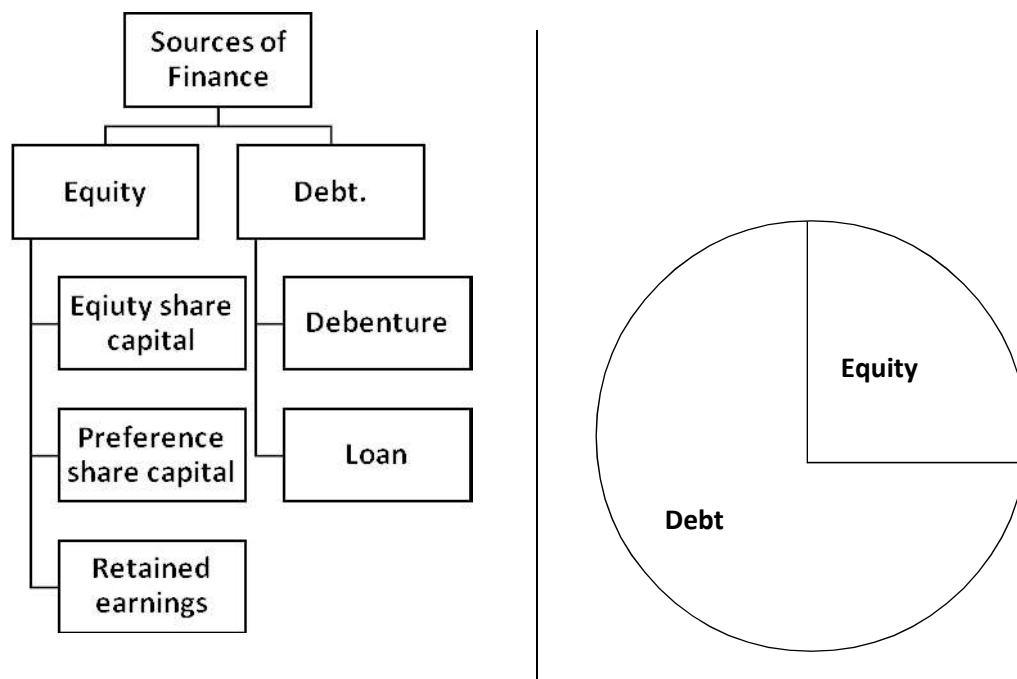 Sources of
Finance
Equity
Debt.
Eqiuty share
capital
Debenture
Preference
share capital
Loan
Retained
earnings
Equity
Debt